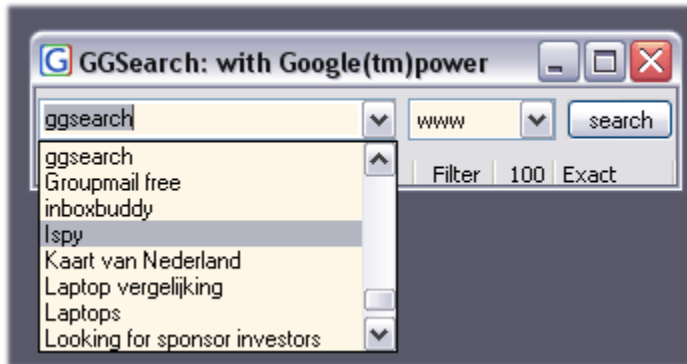 G GGSearch: with Google(tm)power
ggsearch www search
Filter 100 Exact
ggsearch
Groupmail free
inboxbuddy
Ispy
Kaart van Nederland
Laptop vergelijking
Laptops
Looking for sponsor investors